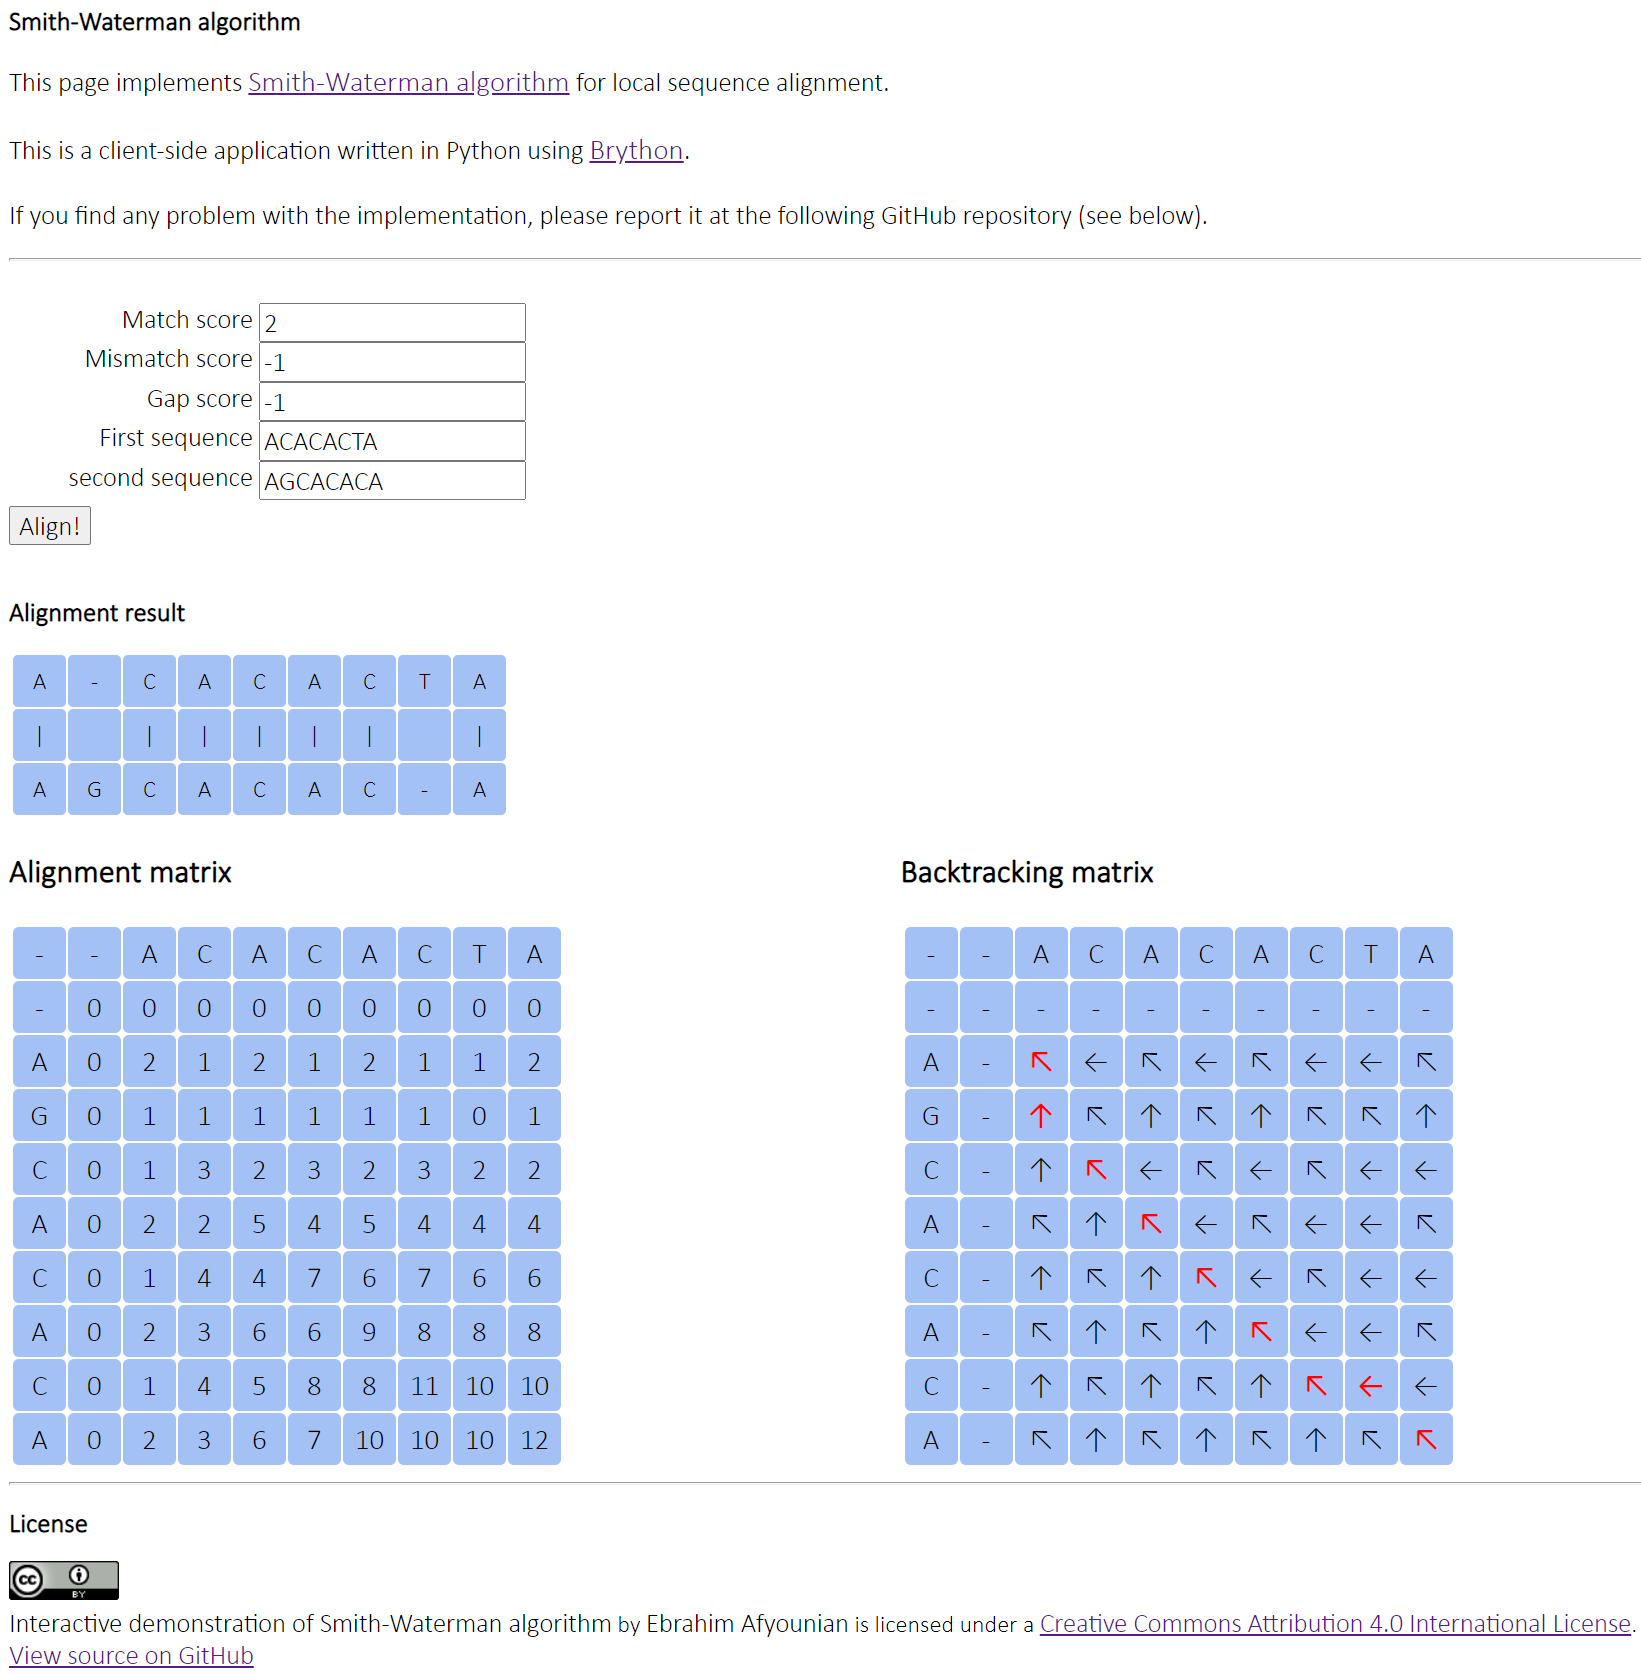 Smith-Waterman algorithm
This page implements Smith-Waterman algorithm for local sequence alignment.
This is a client-side application written in Python using Brython.
If you find any problem with the implementation, please report it at the following GitHub repository (see below).
Match score 2
Mismatch score -1
Gap score -1
First sequence ACACACTA
second sequence AGCACACA
Align!
Alignment result
A - C A C A C T A
| | | | | | |
A G C A C A C - A
Alignment matrix
- - A C A C A C T A
- 0 0 0 0 0 0 0 0 0
A 0 2 1 2 1 2 1 1 2
G 0 1 1 1 1 1 1 0 1
C 0 1 3 2 3 2 3 2 2
A 0 2 2 5 4 5 4 4 4
C 0 1 4 4 7 6 7 6 6
A 0 2 3 6 6 9 8 8 8
C 0 1 4 5 8 8 11 10 10
A 0 2 3 6 7 10 10 10 12
Backtracking matrix
- - A C A C A C T A
- - - - - - - - - -
A - ↖ ← ↖ ← ↖ ← ← ↖
G - ↑ ↖ ↑ ↖ ↑ ↖ ↖ ↑
C - ↑ ↖ ← ↖ ← ↖ ← ←
A - ↖ ↑ ↖ ← ↖ ← ← ↖
C - ↑ ↖ ↑ ↖ ← ↖ ← ←
A - ↖ ↑ ↖ ↑ ↖ ← ← ↖
C - ↑ ↖ ↑ ↖ ↑ ↖ ← ←
A - ↖ ↑ ↖ ↑ ↖ ↑ ↖ ↖
License
cc BY
Interactive demonstration of Smith-Waterman algorithm by Ebrahim Afyounian is licensed under a Creative Commons Attribution 4.0 International License.
View source on GitHub